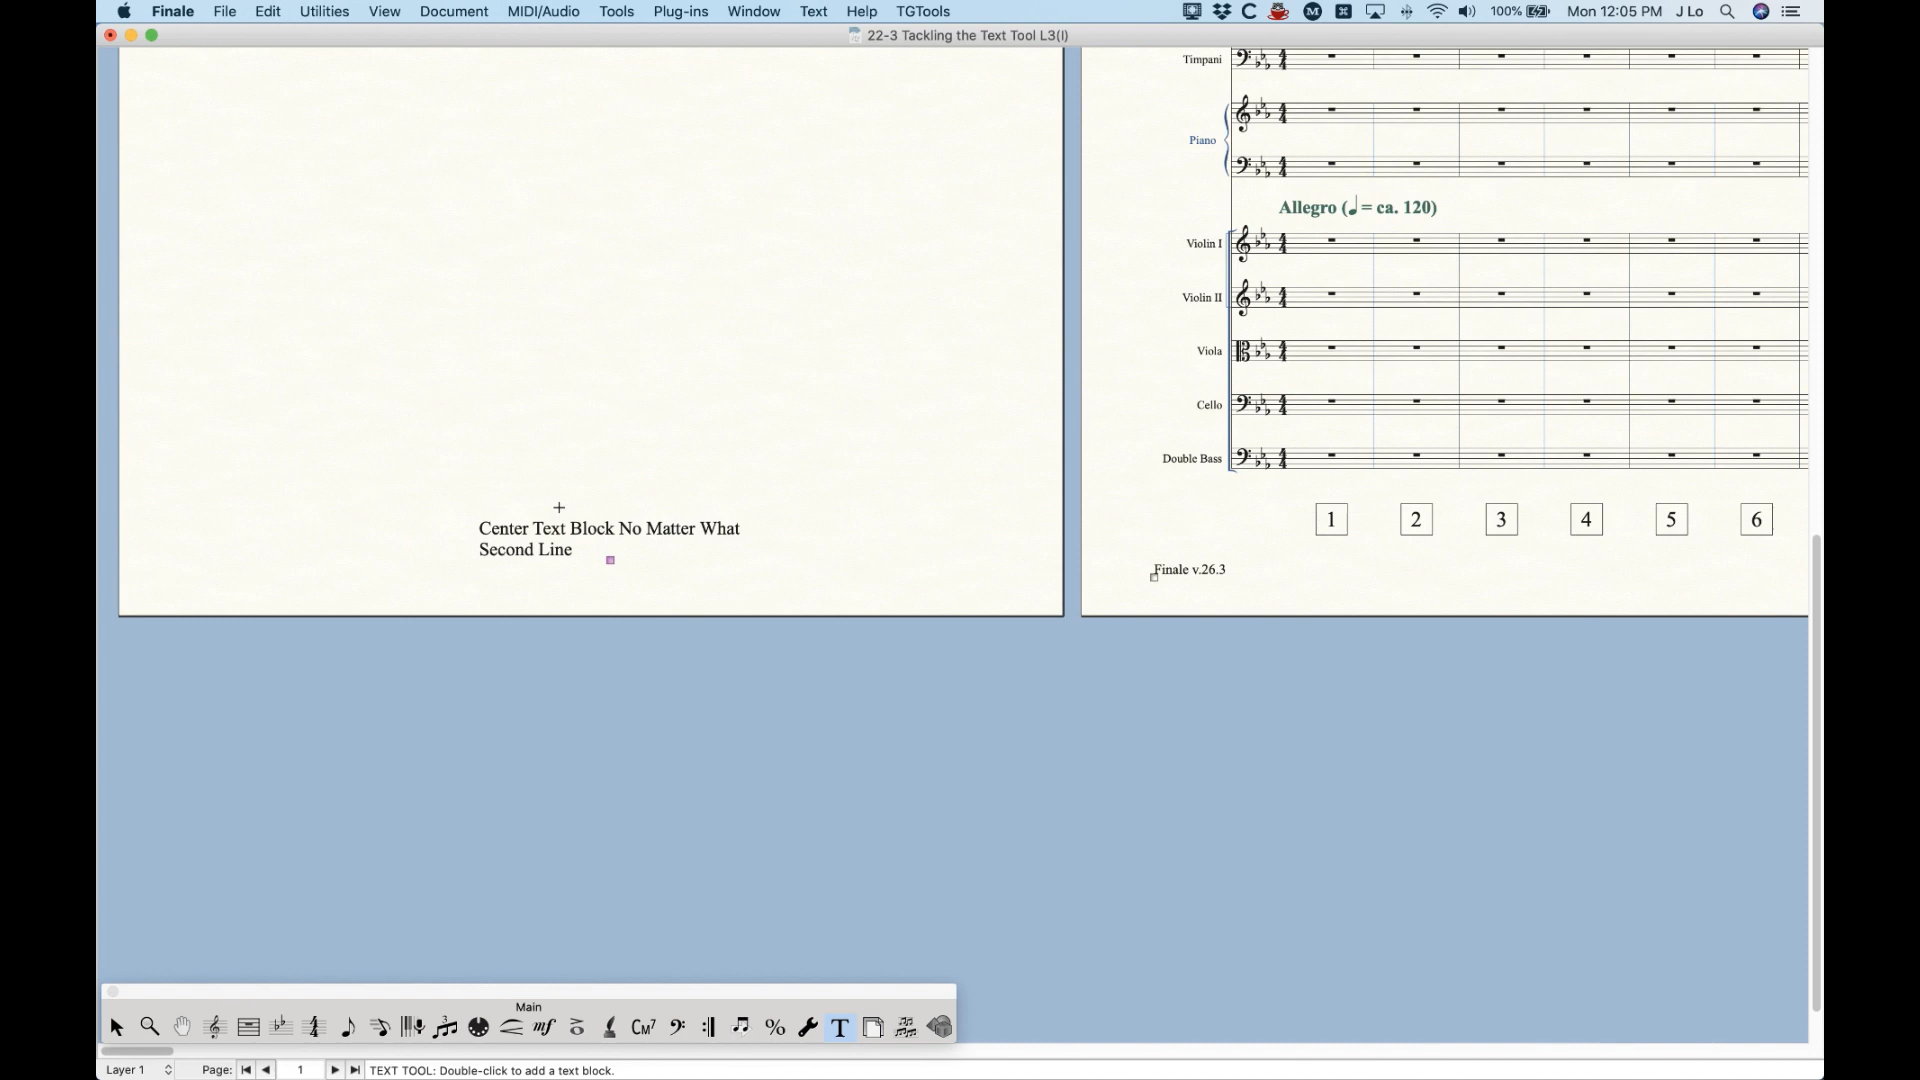 Finale File Edit Utilities View Document MIDI/Audio Tools Plug-ins Window Text Help TGTools 100% Mon 12:05 PM J Lo
22-3 Tackling the Text Tool L3(I)
Timpani
Piano
Allegro (♩= ca. 120)
Violin I
Violin II
Viola
Cello
Double Bass
1 2 3 4 5 6
Center Text Block No Matter What
Second Line
Finale v.26.3
Main
mf CM7 % T
Layer 1 Page: 1 TEXT TOOL: Double-click to add a text block.